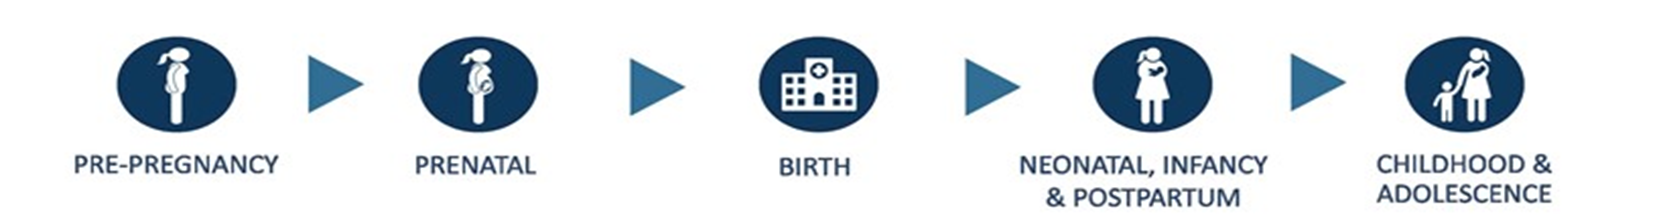 PRE-PREGNANCY
PRENATAL
BIRTH
NEONATAL, INFANCY
& POSTPARTUM
CHILDHOOD &
ADOLESCENCE